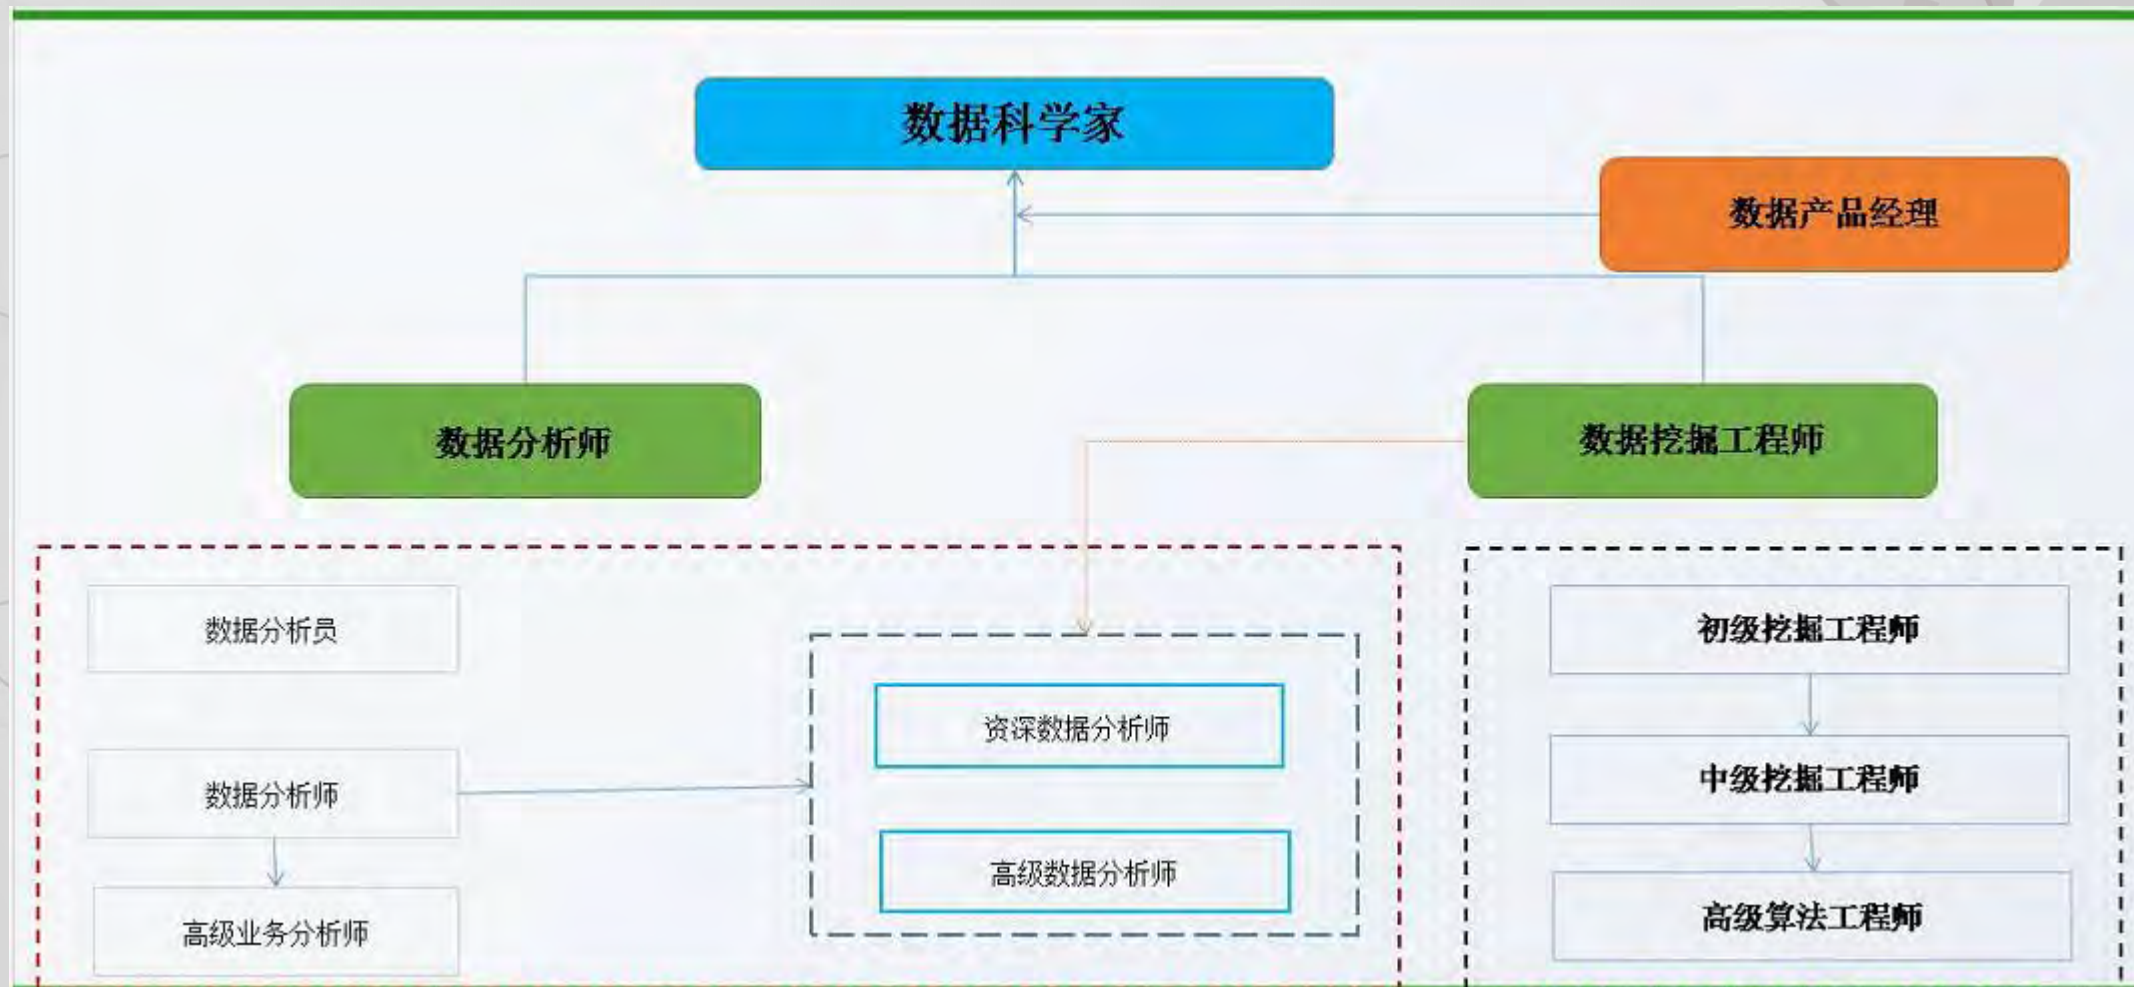 数据科学家
数据产品经理
数据分析师
数据挖掘工程师
数据分析员
初级挖掘工程师
资深数据分析师
数据分析师
中级挖掘工程师
高级数据分析师
高级业务分析师
高级算法工程师